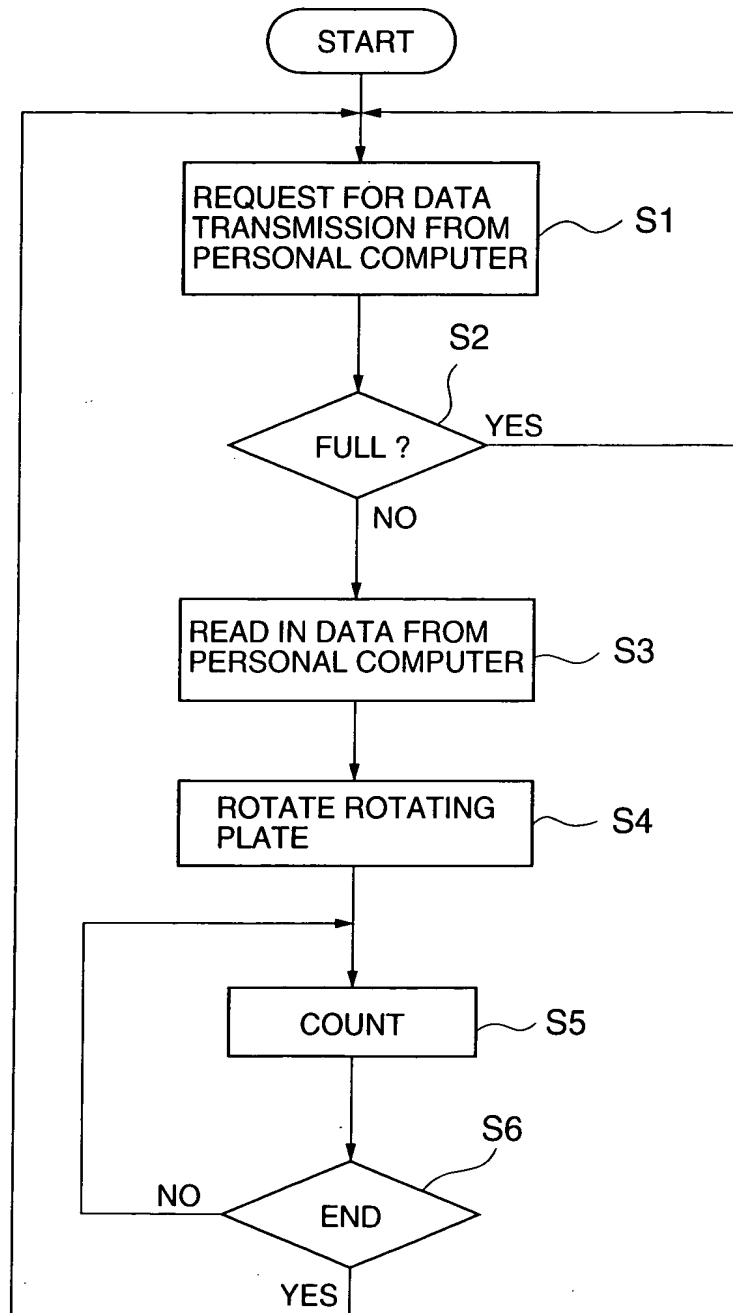 START
REQUEST FOR DATA
TRANSMISSION FROM
PERSONAL COMPUTER
S1
S2
FULL ?
YES
NO
READ IN DATA FROM
PERSONAL COMPUTER
S3
ROTATE ROTATING
PLATE
S4
COUNT
S5
S6
NO
END
YES